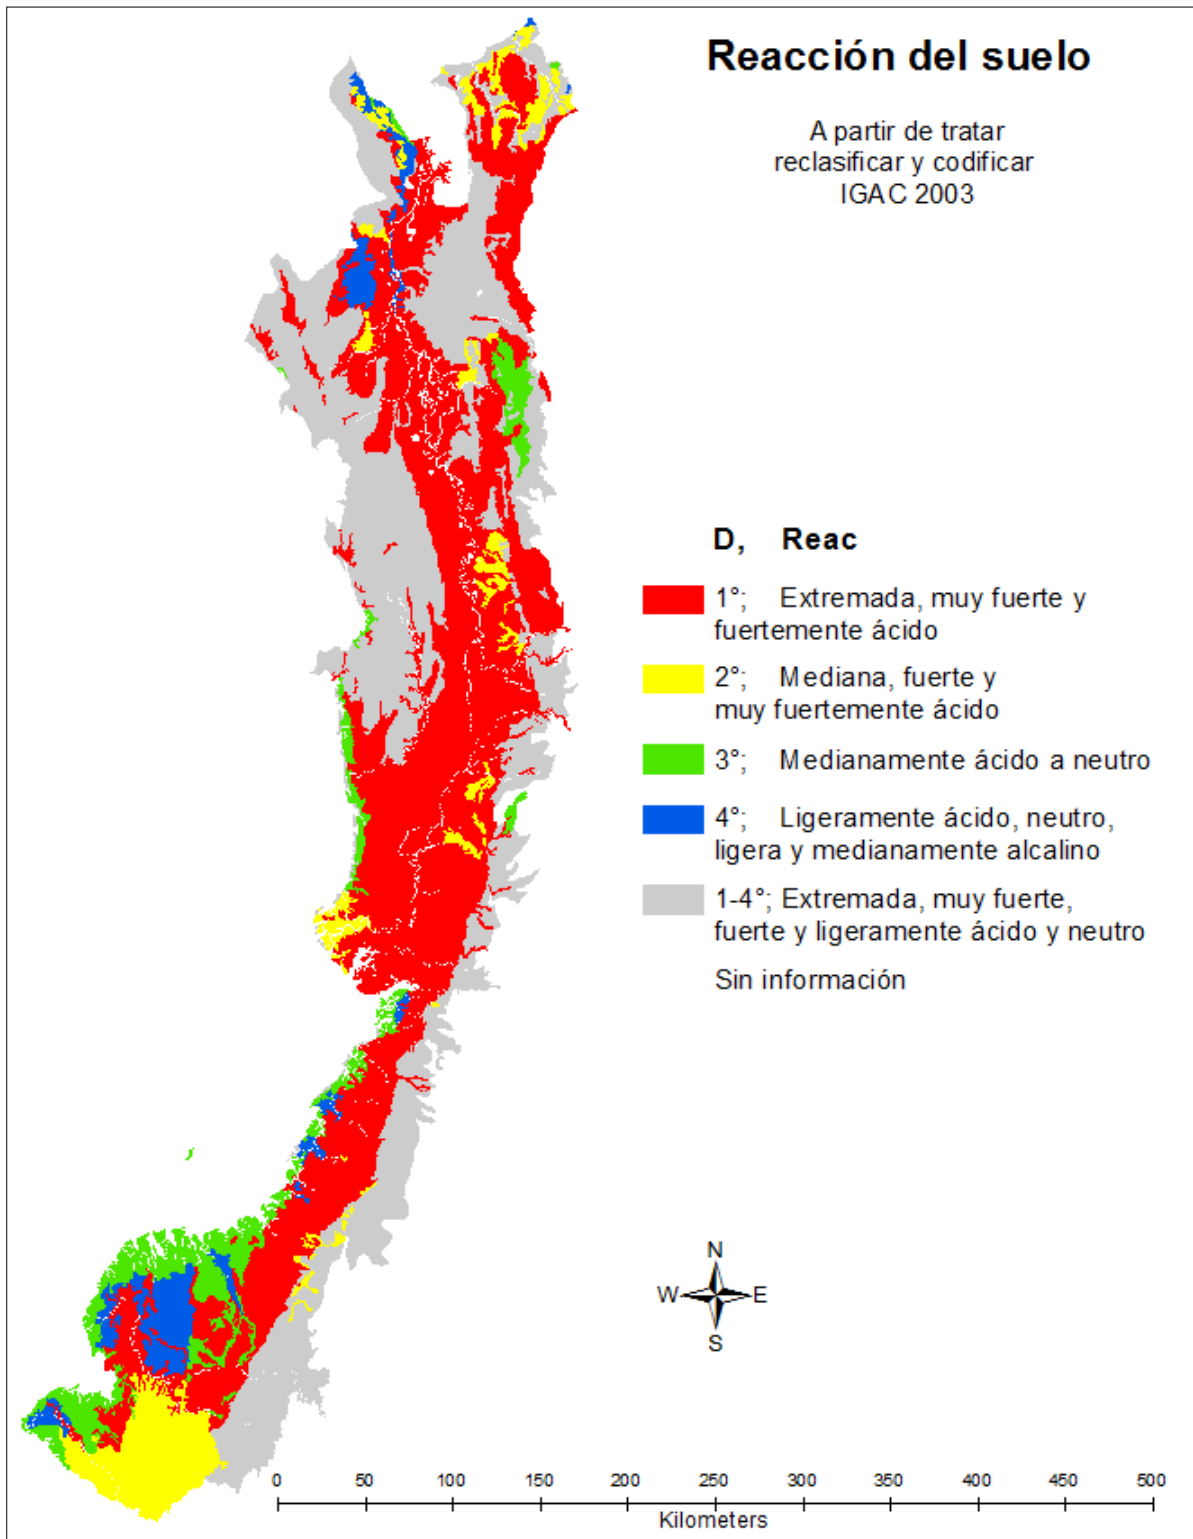 Reacción del suelo
A partir de tratar
reclasificar y codificar
IGAC 2003
D, Reac
1°; Extremada, muy fuerte y
fuertemente ácido
2°; Mediana, fuerte y
muy fuertemente ácido
3°; Medianamente ácido a neutro
4°; Ligeramente ácido, neutro,
ligera y medianamente alcalino
1-4°; Extremada, muy fuerte,
fuerte y ligeramente ácido y neutro
Sin información
N
W E
S
0 50 100 150 200 250 300 350 400 450 500
Kilometers